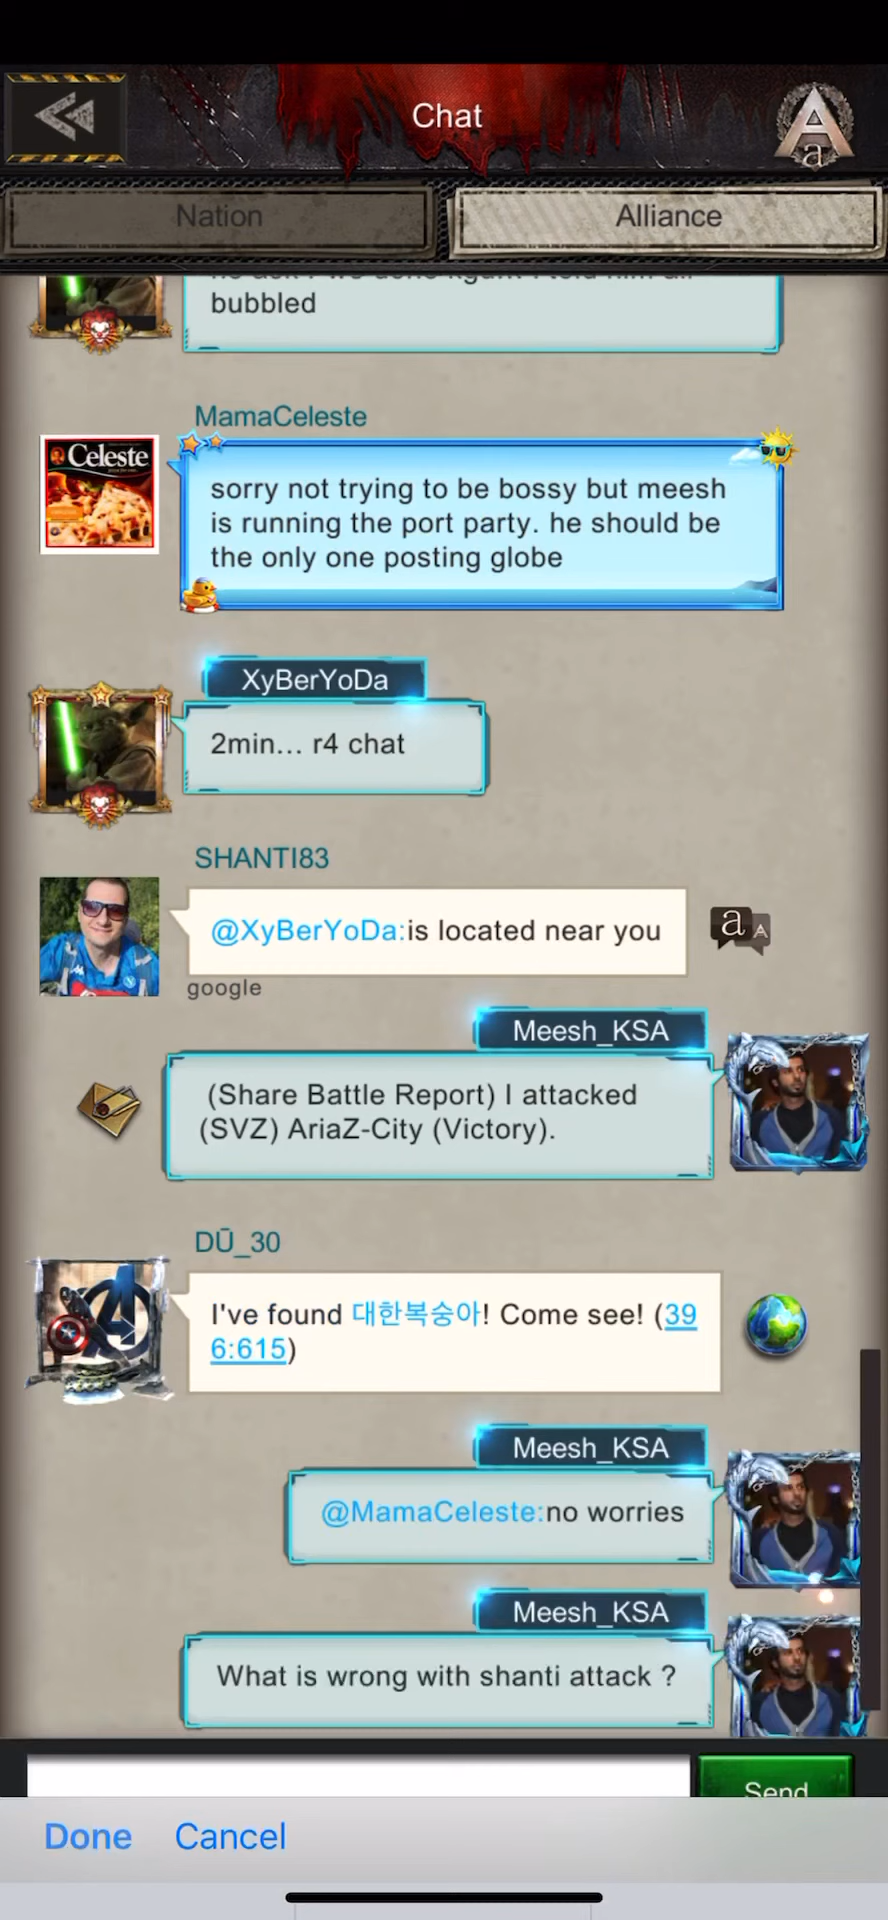 Chat
Nation
Alliance
bubbled
MamaCeleste
Celeste
sorry not trying to be bossy but meesh
is running the port party. he should be
the only one posting globe
XyBerYoDa
2min... r4 chat
SHANTI83
@XyBerYoDa:is located near you
google
Meesh_KSA
(Share Battle Report) I attacked
(SVZ) AriaZ-City (Victory).
DŪ_30
I've found 대한복숭아! Come see! (39
6:615)
Meesh_KSA
@MamaCeleste:no worries
Meesh_KSA
What is wrong with shanti attack ?
Send
Done
Cancel